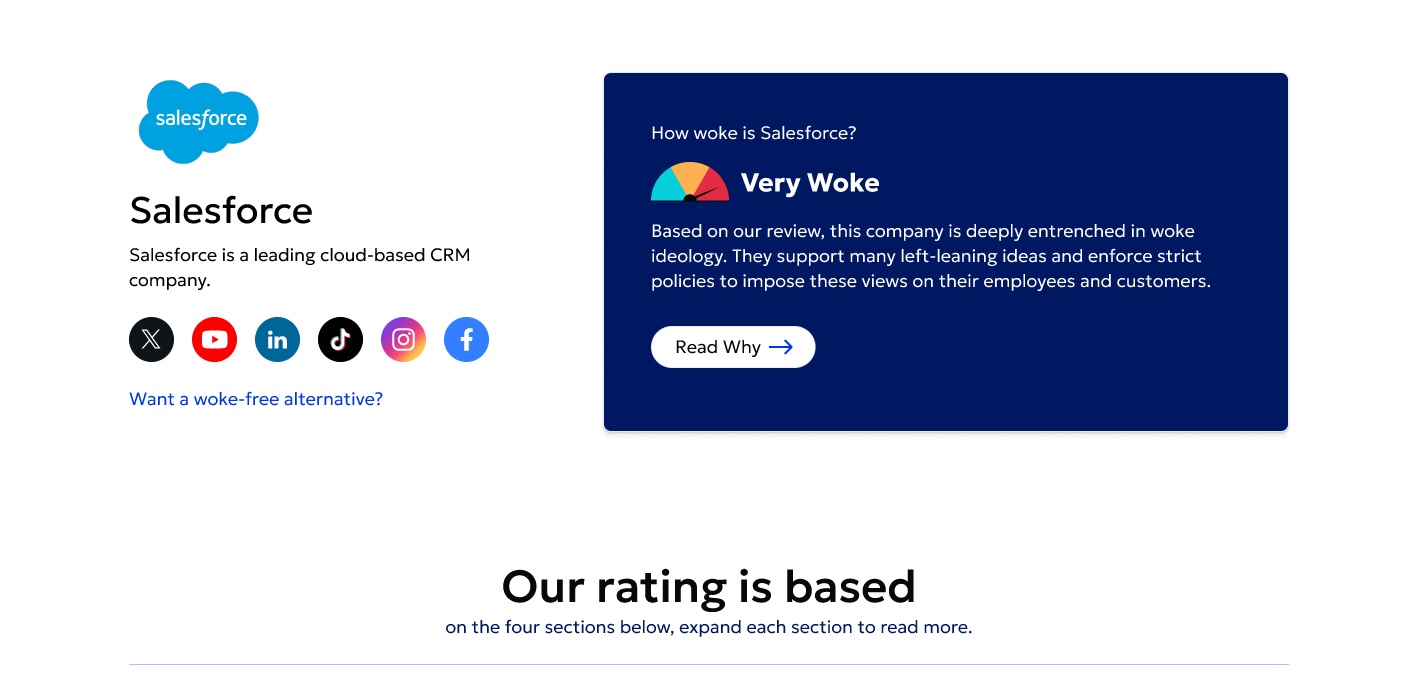 salesforce
Salesforce
Salesforce is a leading cloud-based CRM
company.
in
f
Want a woke-free alternative?
How woke is Salesforce?
Very Woke
Based on our review, this company is deeply entrenched in woke
ideology. They support many left-leaning ideas and enforce strict
policies to impose these views on their employees and customers.
Read Why
Our rating is based
on the four sections below, expand each section to read more.